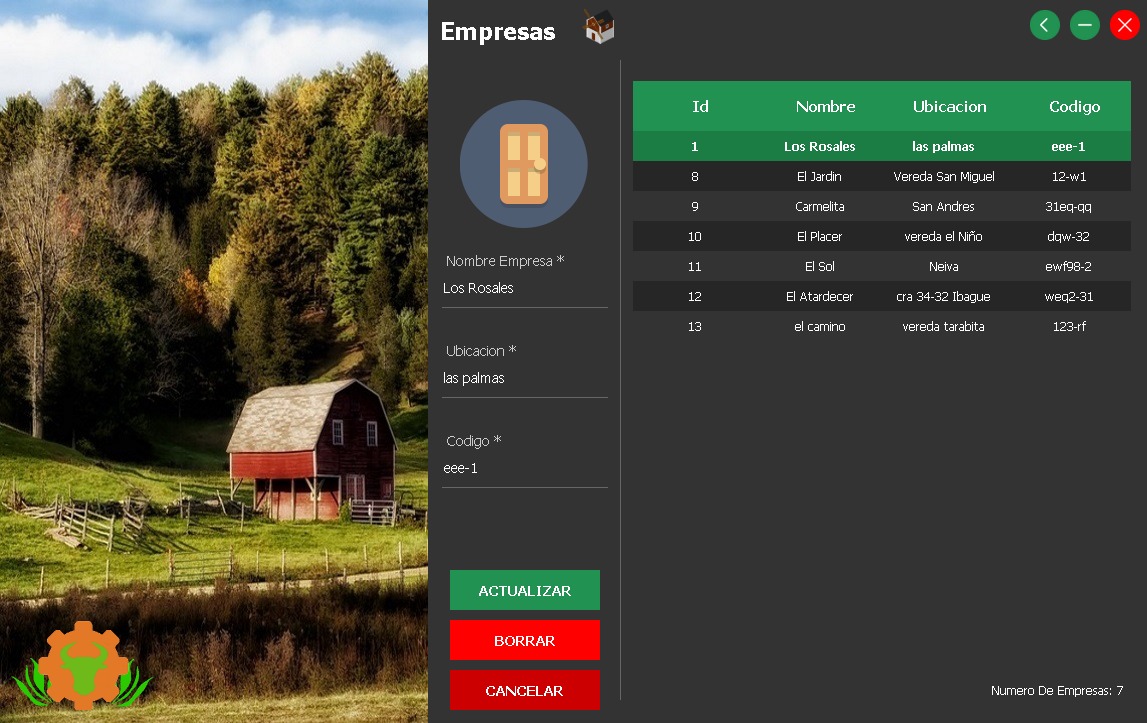 Empresas
Nombre Empresa *
Los Rosales
Ubicacion *
las palmas
Codigo *
eee-1
ACTUALIZAR
BORRAR
CANCELAR
Id Nombre Ubicacion Codigo
1 Los Rosales las palmas eee-1
8 El Jardin Vereda San Miguel 12-w1
9 Carmelita San Andres 31eq-qq
10 El Placer vereda el Niño dqw-32
11 El Sol Neiva ewf98-2
12 El Atardecer cra 34-32 Ibague weq2-31
13 el camino vereda tarabita 123-rf
Numero De Empresas: 7